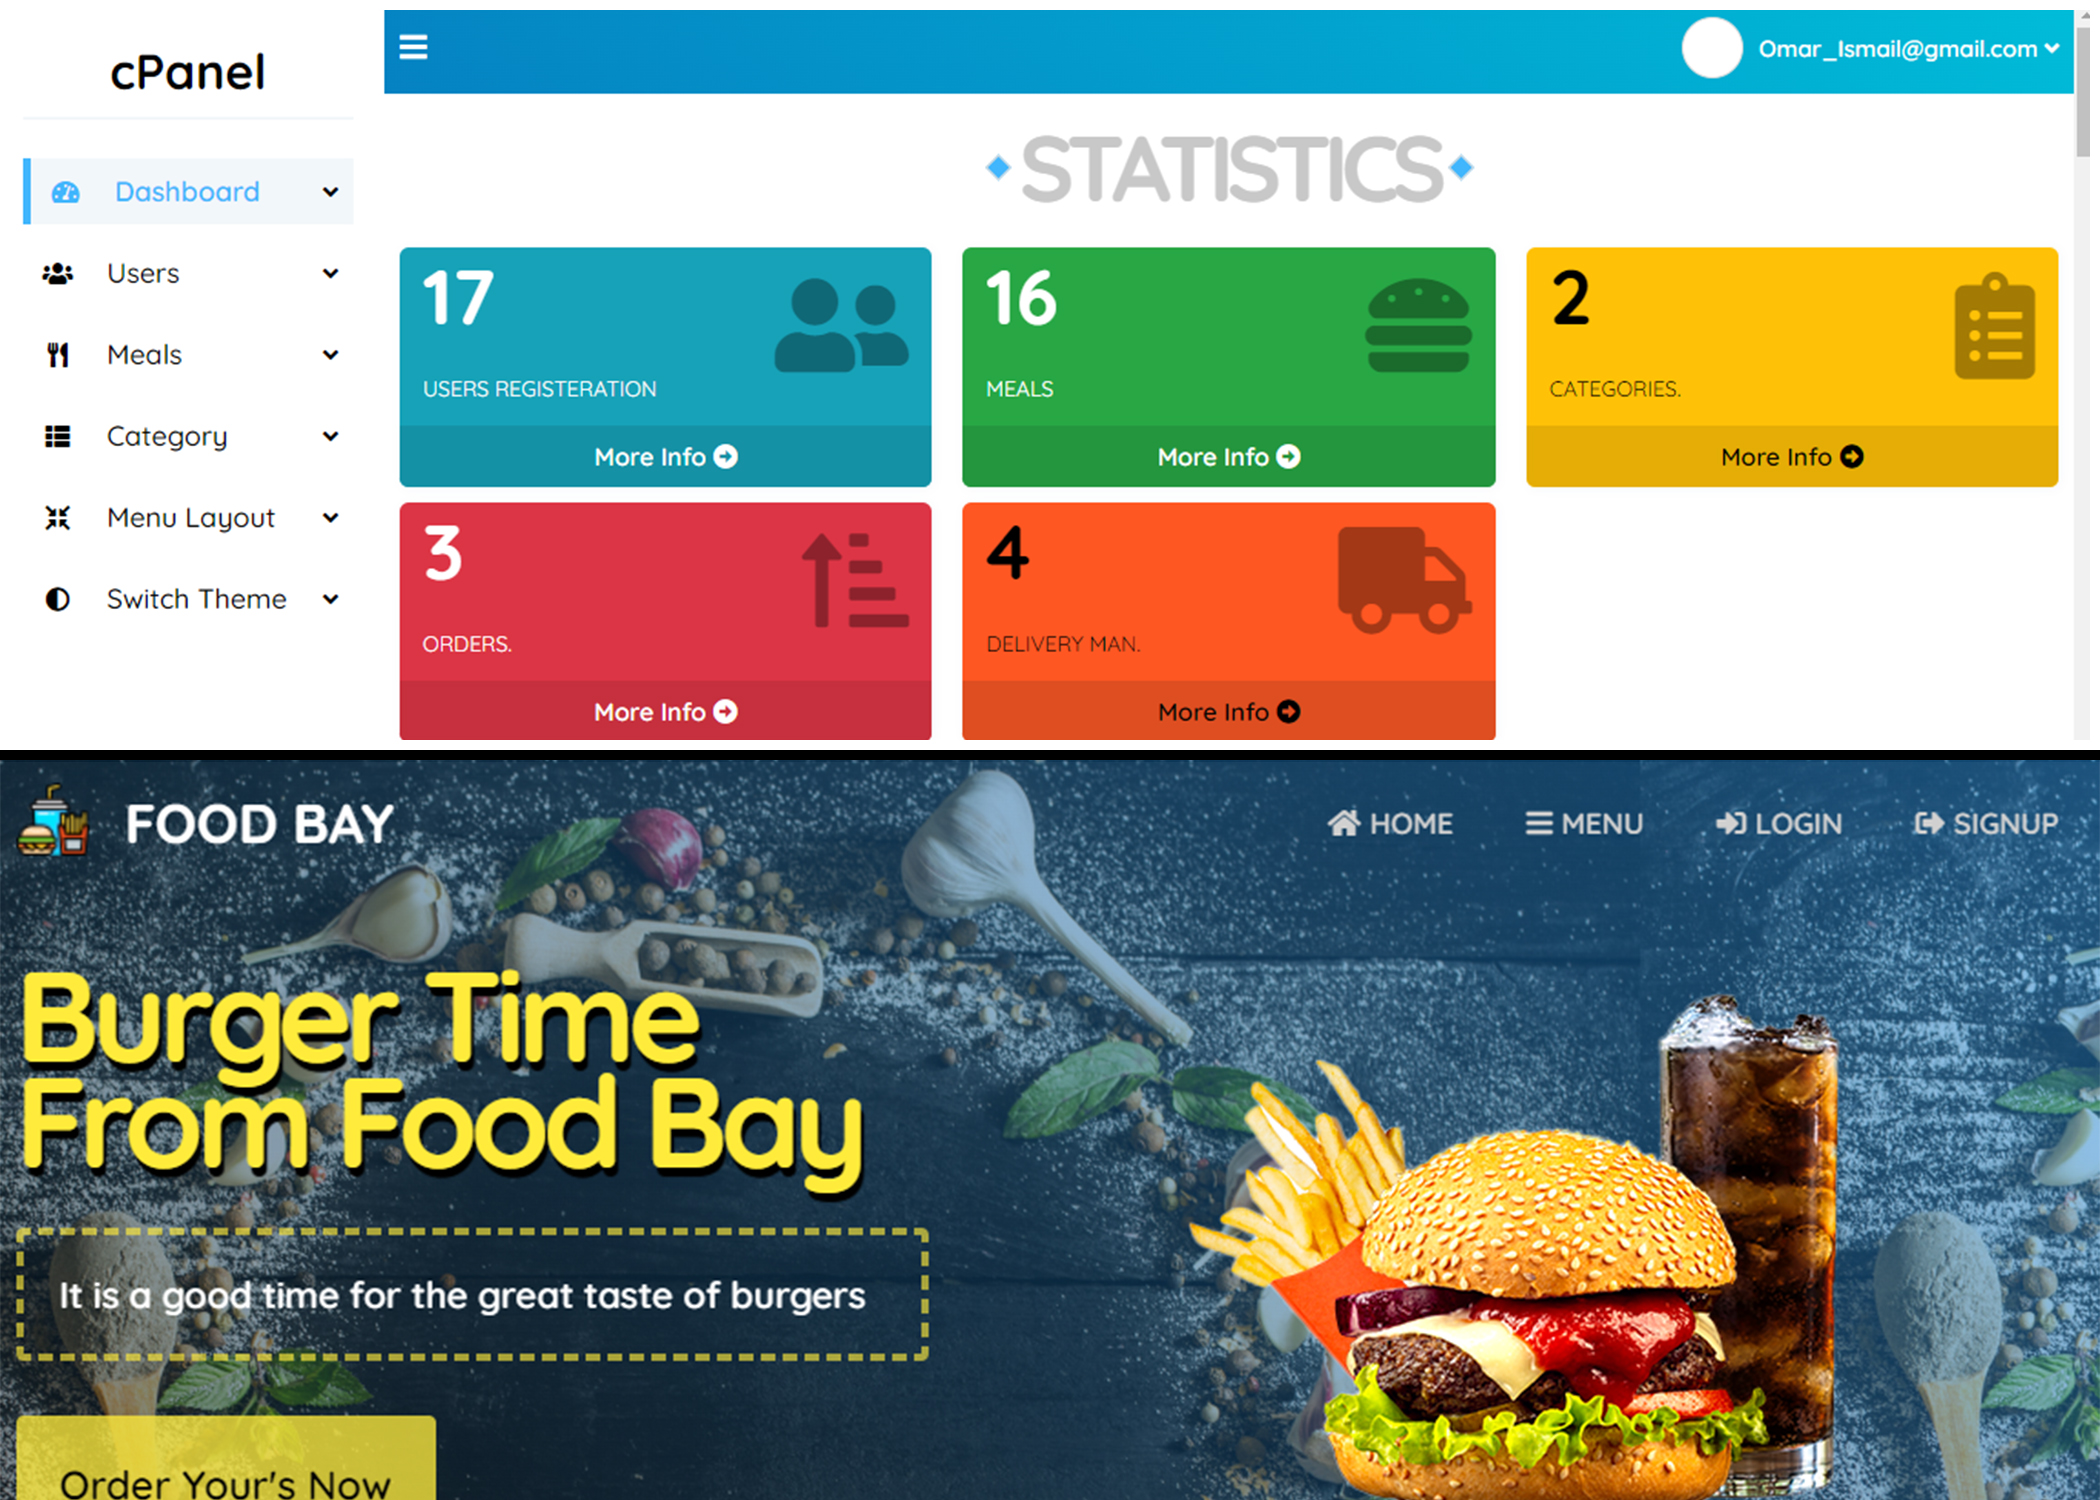 cPanel
Dashboard
Users
Meals
Category
Menu Layout
Switch Theme
Omar_Ismail@gmail.com
STATISTICS
17
USERS REGISTERATION
More Info
16
MEALS
More Info
2
CATEGORIES.
More Info
3
ORDERS.
More Info
4
DELIVERY MAN.
More Info
FOOD BAY
HOME
MENU
LOGIN
SIGNUP
Burger Time
From Food Bay
It is a good time for the great taste of burgers
Order Your's Now